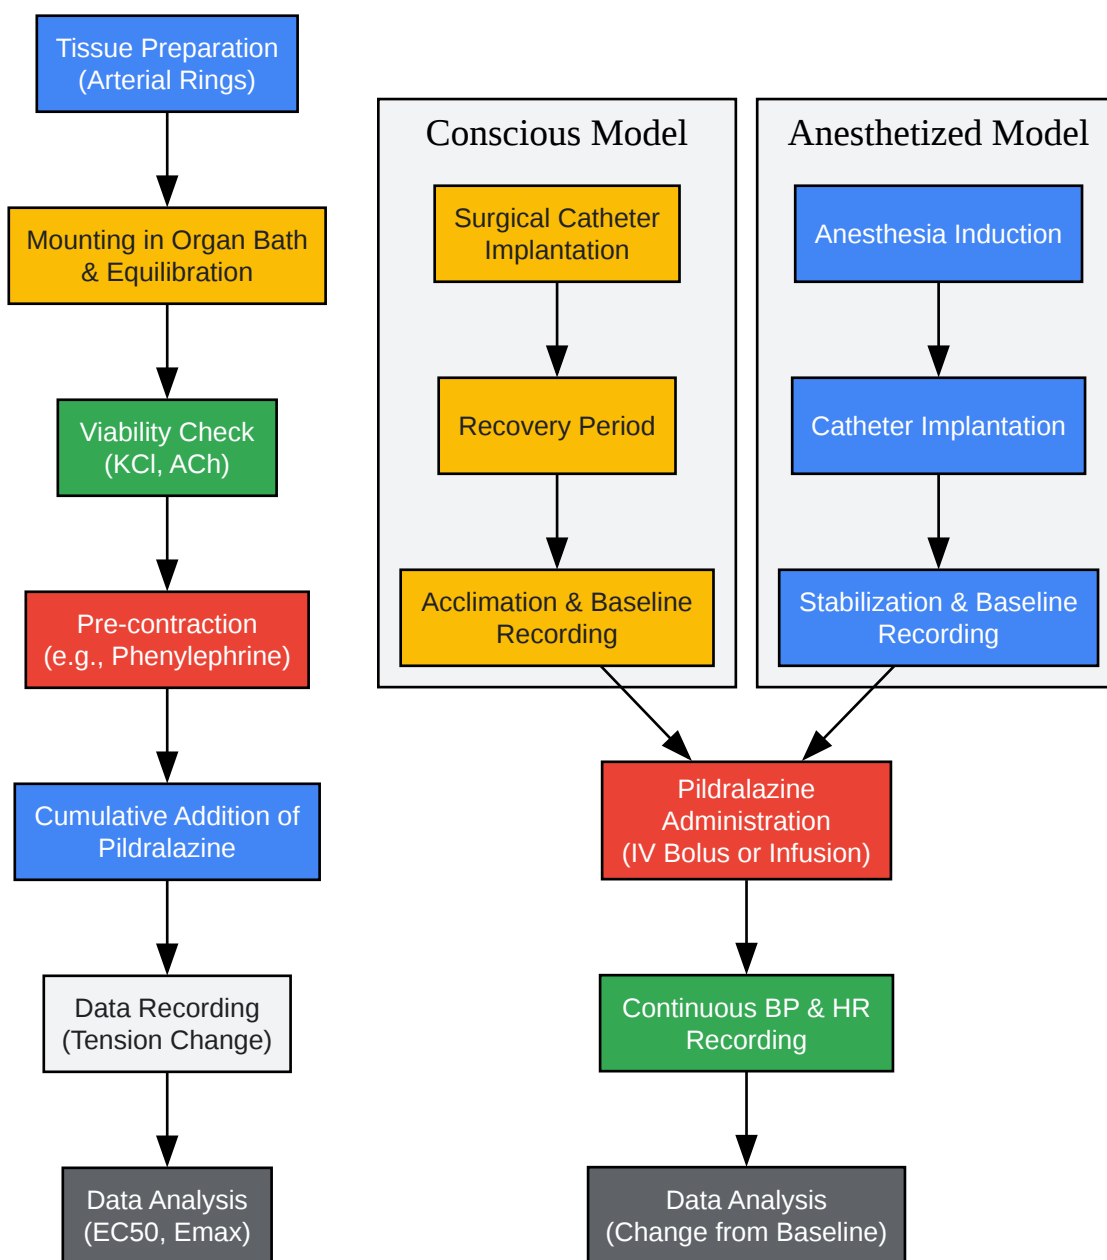 Tissue Preparation
(Arterial Rings)
Mounting in Organ Bath
& Equilibration
Viability Check
(KCl, ACh)
Pre-contraction
(e.g., Phenylephrine)
Cumulative Addition of
Pildralazine
Data Recording
(Tension Change)
Data Analysis
(EC50, Emax)
Conscious Model
Surgical Catheter
Implantation
Recovery Period
Acclimation & Baseline
Recording
Anesthetized Model
Anesthesia Induction
Catheter Implantation
Stabilization & Baseline
Recording
Pildralazine
Administration
(IV Bolus or Infusion)
Continuous BP & HR
Recording
Data Analysis
(Change from Baseline)